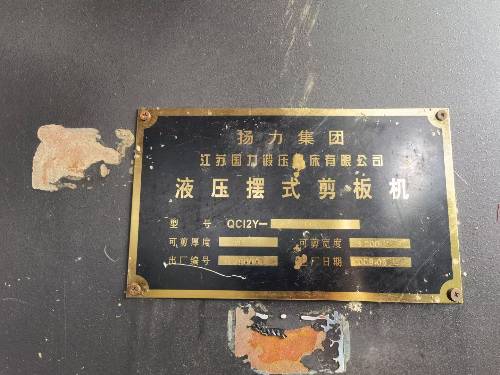 扬力集团
江苏国力锻压机床有限公司
液压摆式剪板机
型 号 QC12Y-
可剪厚度 可剪宽度
出厂编号 出厂日期